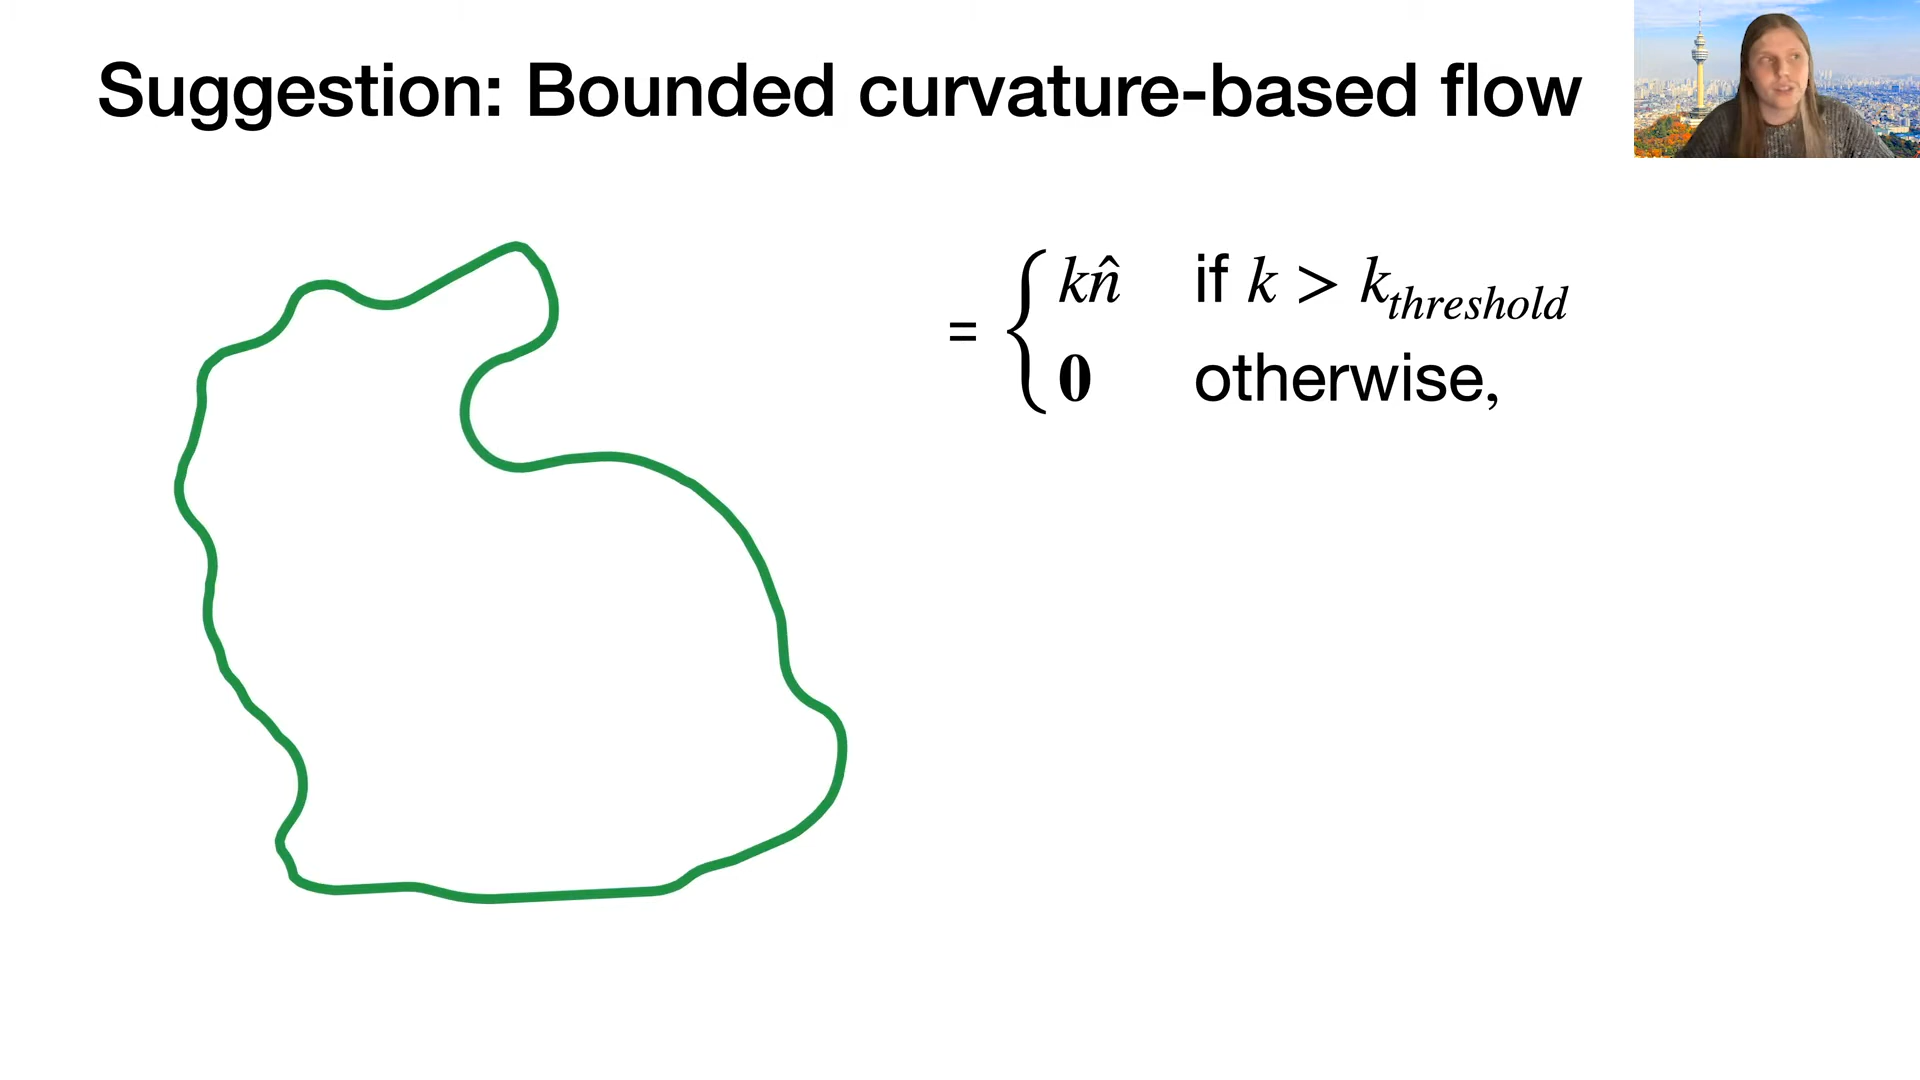 Suggestion: Bounded curvature-based flow
= { kn̂ if k > k_threshold
0 otherwise,